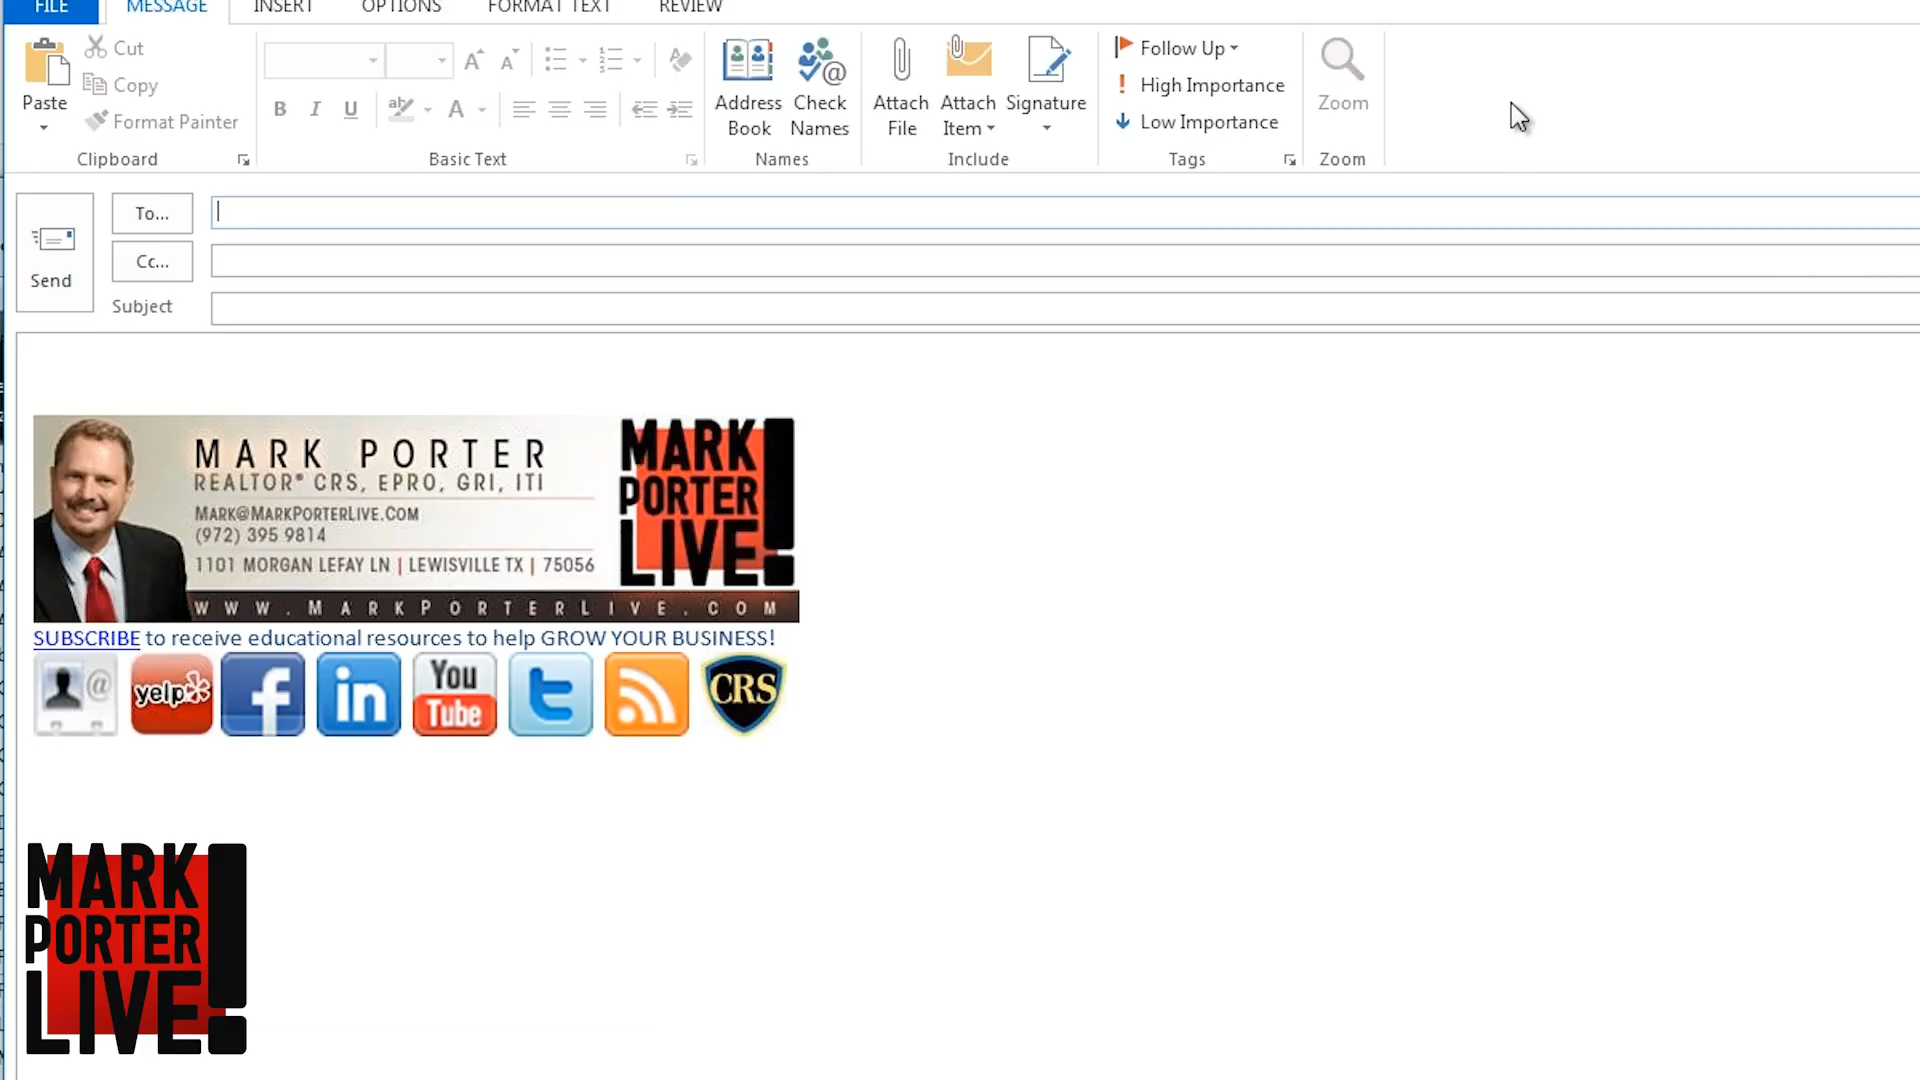 FILE MESSAGE INSERT OPTIONS FORMAT TEXT REVIEW
Paste
Cut
Copy
Format Painter
Clipboard
B I U
Basic Text
Address Book
Check Names
Names
Attach File
Attach Item
Signature
Include
Follow Up
High Importance
Low Importance
Tags
Zoom
Zoom
Send
To...
Cc...
Subject
MARK PORTER
REALTOR® CRS, EPRO, GRI, ITI
MARK@MARKPORTERLIVE.COM
(972) 395 9814
1101 MORGAN LEFAY LN | LEWISVILLE TX | 75056
WWW.MARKPORTERLIVE.COM
MARK
PORTER
LIVE!
SUBSCRIBE to receive educational resources to help GROW YOUR BUSINESS!
@ yelp f in You Tube t CRS
MARK
PORTER
LIVE!